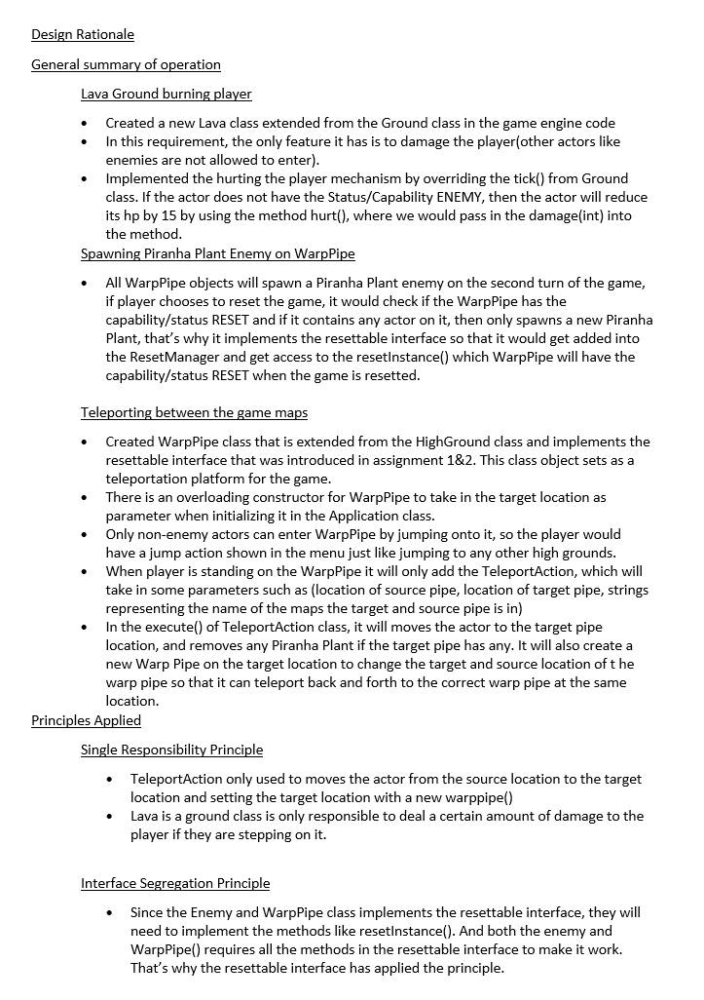 Design Rationale
General summary of operation
Lava Ground burning player
• Created a new Lava class extended from the Ground class in the game engine code
• In this requirement, the only feature it has is to damage the player(other actors like
enemies are not allowed to enter).
• Implemented the hurting the player mechanism by overriding the tick() from Ground
class. If the actor does not have the Status/Capability ENEMY, then the actor will reduce
its hp by 15 by using the method hurt(), where we would pass in the damage(int) into
the method.
Spawning Piranha Plant Enemy on WarpPipe
• All WarpPipe objects will spawn a Piranha Plant enemy on the second turn of the game,
if player chooses to reset the game, it would check if the WarpPipe has the
capability/status RESET and if it contains any actor on it, then only spawns a new Piranha
Plant, that's why it implements the resettable interface so that it would get added into
the ResetManager and get access to the resetInstance() which WarpPipe will have the
capability/status RESET when the game is resetted.
Teleporting between the game maps
• Created WarpPipe class that is extended from the HighGround class and implements the
resettable interface that was introduced in assignment 1&2. This class object sets as a
teleportation platform for the game.
• There is an overloading constructor for WarpPipe to take in the target location as
parameter when initializing it in the Application class.
• Only non-enemy actors can enter WarpPipe by jumping onto it, so the player would
have a jump action shown in the menu just like jumping to any other high grounds.
• When player is standing on the WarpPipe it will only add the TeleportAction, which will
take in some parameters such as (location of source pipe, location of target pipe, strings
representing the name of the maps the target and source pipe is in)
• In the execute() of TeleportAction class, it will moves the actor to the target pipe
location, and removes any Piranha Plant if the target pipe has any. It will also create a
new Warp Pipe on the target location to change the target and source location of t he
warp pipe so that it can teleport back and forth to the correct warp pipe at the same
location.
Principles Applied
Single Responsibility Principle
• TeleportAction only used to moves the actor from the source location to the target
location and setting the target location with a new warppipe()
• Lava is a ground class is only responsible to deal a certain amount of damage to the
player if they are stepping on it.
Interface Segregation Principle
• Since the Enemy and WarpPipe class implements the resettable interface, they will
need to implement the methods like resetInstance(). And both the enemy and
WarpPipe() requires all the methods in the resettable interface to make it work.
That's why the resettable interface has applied the principle.